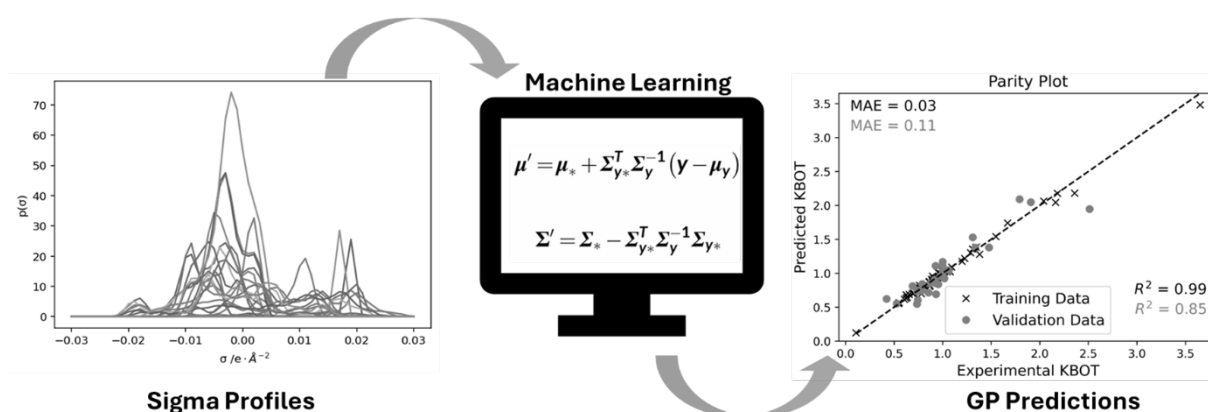 Machine Learning
70
60
50
40
30
20
10
0
p(σ)
−0.03
−0.02
−0.01
0.00
0.01
0.02
0.03
σ /e · Å⁻²
Sigma Profiles
μ′ = μ* + Σᵀy* Σy⁻¹ (y − μy)
Σ′ = Σ* − Σᵀy* Σy⁻¹ Σy*
Parity Plot
MAE = 0.03
MAE = 0.11
3.5
3.0
2.5
2.0
1.5
1.0
0.5
0.0
Predicted KBOT
R² = 0.99
R² = 0.85
Training Data
Validation Data
0.0
0.5
1.0
1.5
2.0
2.5
3.0
3.5
Experimental KBOT
GP Predictions